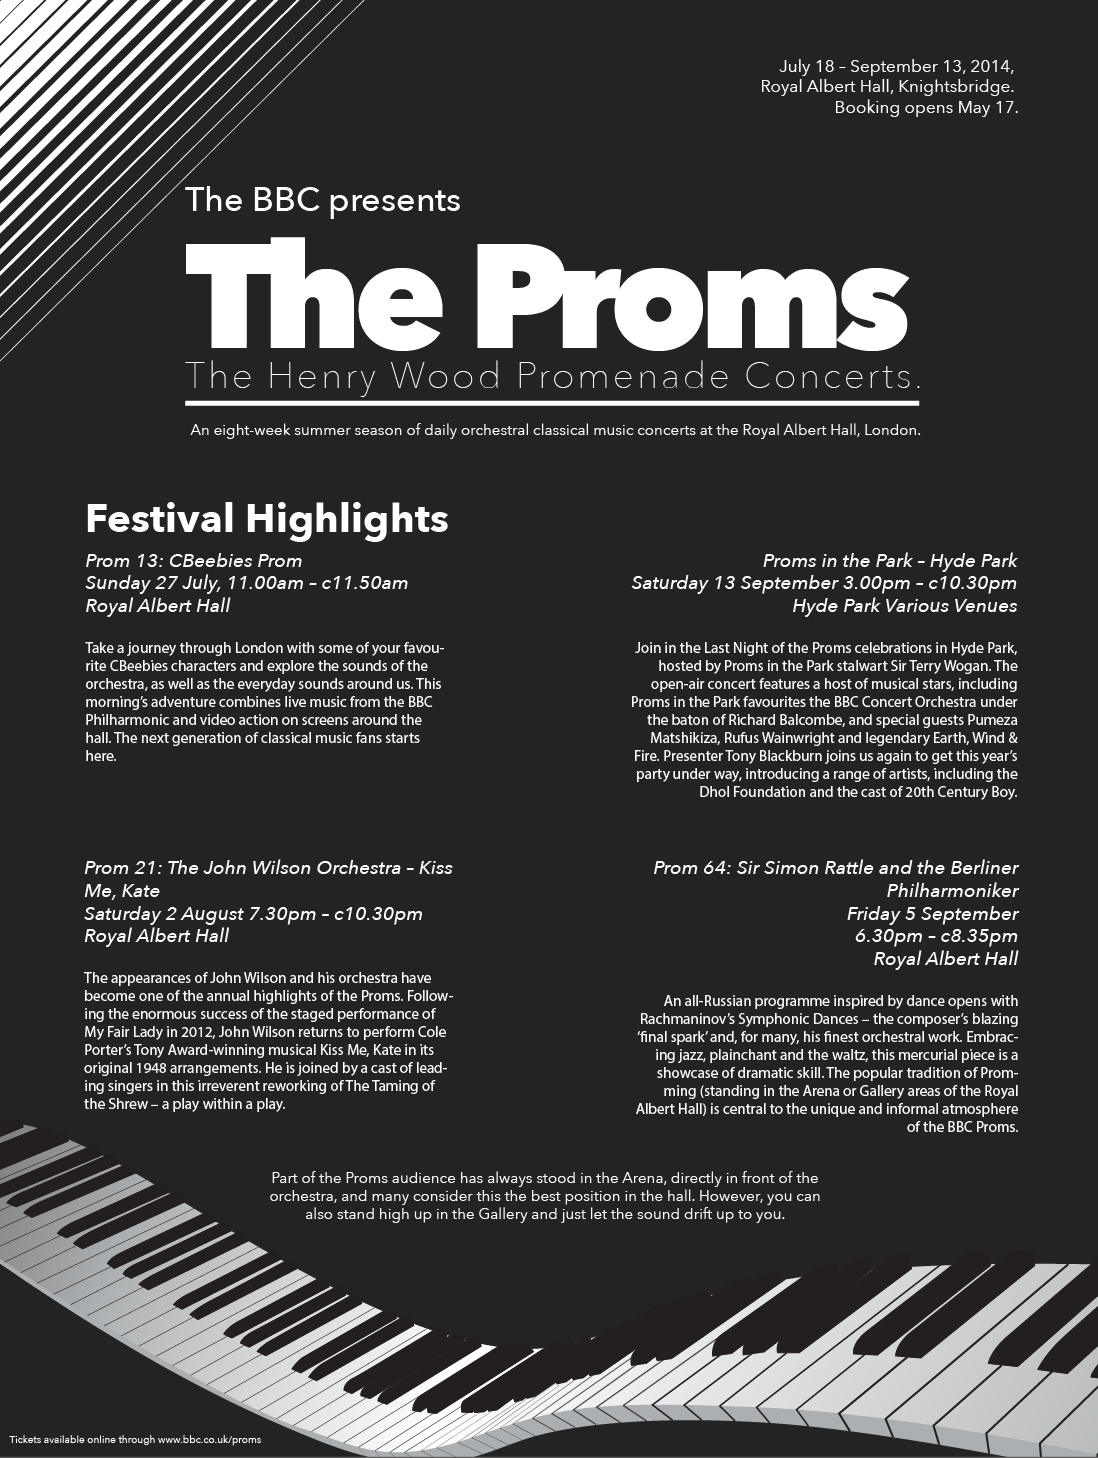 July 18 – September 13, 2014,
Royal Albert Hall, Knightsbridge.
Booking opens May 17.
The BBC presents
The Proms
The Henry Wood Promenade Concerts.
An eight-week summer season of daily orchestral classical music concerts at the Royal Albert Hall, London.
Festival Highlights
Prom 13: CBeebies Prom
Sunday 27 July, 11.00am – c11.50am
Royal Albert Hall
Take a journey through London with some of your favou-
rite CBeebies characters and explore the sounds of the
orchestra, as well as the everyday sounds around us. This
morning’s adventure combines live music from the BBC
Philharmonic and video action on screens around the
hall. The next generation of classical music fans starts
here.
Proms in the Park – Hyde Park
Saturday 13 September 3.00pm – c10.30pm
Hyde Park Various Venues
Join in the Last Night of the Proms celebrations in Hyde Park,
hosted by Proms in the Park stalwart Sir Terry Wogan. The
open-air concert features a host of musical stars, including
Proms in the Park favourites the BBC Concert Orchestra under
the baton of Richard Balcombe, and special guests Pumeza
Matshikiza, Rufus Wainwright and legendary Earth, Wind &
Fire. Presenter Tony Blackburn joins us again to get this year’s
party under way, introducing a range of artists, including the
Dhol Foundation and the cast of 20th Century Boy.
Prom 21: The John Wilson Orchestra – Kiss
Me, Kate
Saturday 2 August 7.30pm – c10.30pm
Royal Albert Hall
The appearances of John Wilson and his orchestra have
become one of the annual highlights of the Proms. Follow-
ing the enormous success of the staged performance of
My Fair Lady in 2012, John Wilson returns to perform Cole
Porter’s Tony Award-winning musical Kiss Me, Kate in its
original 1948 arrangements. He is joined by a cast of lead-
ing singers in this irreverent reworking of The Taming of
the Shrew – a play within a play.
Prom 64: Sir Simon Rattle and the Berliner
Philharmoniker
Friday 5 September
6.30pm – c8.35pm
Royal Albert Hall
An all-Russian programme inspired by dance opens with
Rachmaninov’s Symphonic Dances – the composer’s blazing
‘final spark’ and, for many, his finest orchestral work. Embrac-
ing jazz, plainchant and the waltz, this mercurial piece is a
showcase of dramatic skill. The popular tradition of Prom-
ming (standing in the Arena or Gallery areas of the Royal
Albert Hall) is central to the unique and informal atmosphere
of the BBC Proms.
Part of the Proms audience has always stood in the Arena, directly in front of the
orchestra, and many consider this the best position in the hall. However, you can
also stand high up in the Gallery and just let the sound drift up to you.
Tickets available online through www.bbc.co.uk/proms